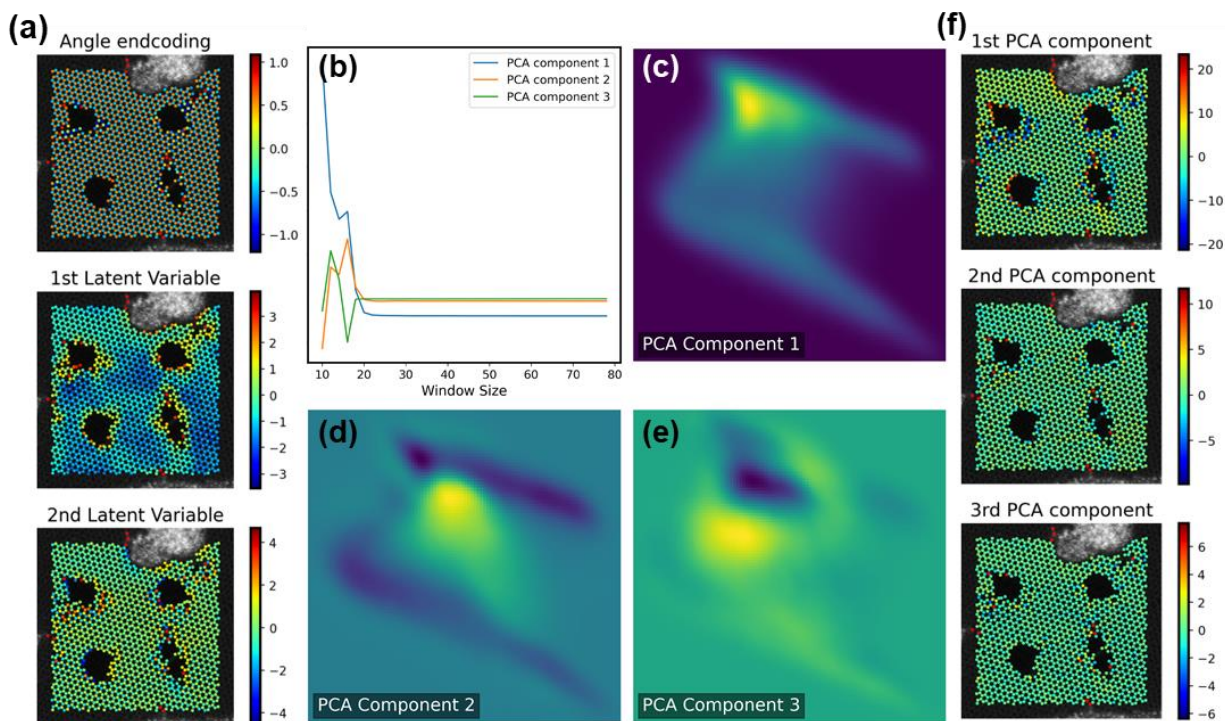 (a)
Angle endcoding
1.0
0.5
0.0
−0.5
−1.0
1st Latent Variable
3
2
1
0
−1
−2
−3
2nd Latent Variable
4
2
0
−2
−4
(b)
PCA component 1
PCA component 2
PCA component 3
10 20 30 40 50 60 70 80
Window Size
(c)
PCA Component 1
(d)
PCA Component 2
(e)
PCA Component 3
(f)
1st PCA component
20
10
0
−10
−20
2nd PCA component
10
5
0
−5
3rd PCA component
6
4
2
0
−2
−4
−6